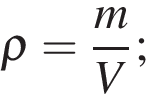 ρ = m/V;